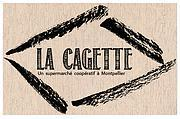 LA CAGETTE
Un supermarché coopératif à Montpellier